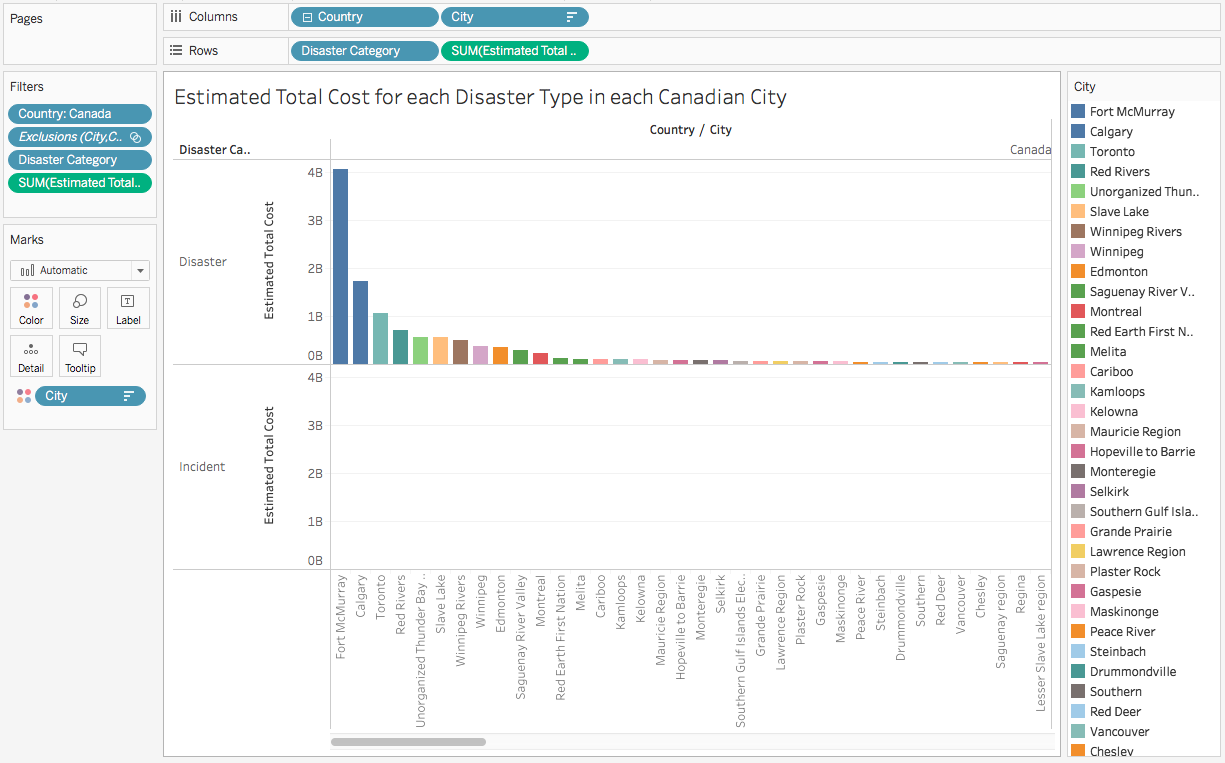 Pages
Columns
Country
City
Rows
Disaster Category
SUM(Estimated Total ..
Filters
Country: Canada
Exclusions (City,C..
Disaster Category
SUM(Estimated Total..
Marks
Automatic
Color
Size
Label
Detail
Tooltip
City
Estimated Total Cost for each Disaster Type in each Canadian City
Country / City
Disaster Ca..
Canada
Disaster
Estimated Total Cost
4B
3B
2B
1B
0B
Incident
Estimated Total Cost
4B
3B
2B
1B
0B
Fort McMurray
Calgary
Toronto
Red Rivers
Unorganized Thunder Bay ..
Slave Lake
Winnipeg Rivers
Winnipeg
Edmonton
Saguenay River Valley
Montreal
Red Earth First Nation
Melita
Cariboo
Kamloops
Kelowna
Mauricie Region
Hopeville to Barrie
Monteregie
Selkirk
Southern Gulf Islands Elec..
Grande Prairie
Lawrence Region
Plaster Rock
Gaspesie
Maskinonge
Peace River
Steinbach
Drummondville
Southern
Red Deer
Vancouver
Chesley
Saguenay region
Regina
Lesser Slave Lake region
City
Fort McMurray
Calgary
Toronto
Red Rivers
Unorganized Thun..
Slave Lake
Winnipeg Rivers
Winnipeg
Edmonton
Saguenay River V..
Montreal
Red Earth First N..
Melita
Cariboo
Kamloops
Kelowna
Mauricie Region
Hopeville to Barrie
Monteregie
Selkirk
Southern Gulf Isla..
Grande Prairie
Lawrence Region
Plaster Rock
Gaspesie
Maskinonge
Peace River
Steinbach
Drummondville
Southern
Red Deer
Vancouver
Chesley